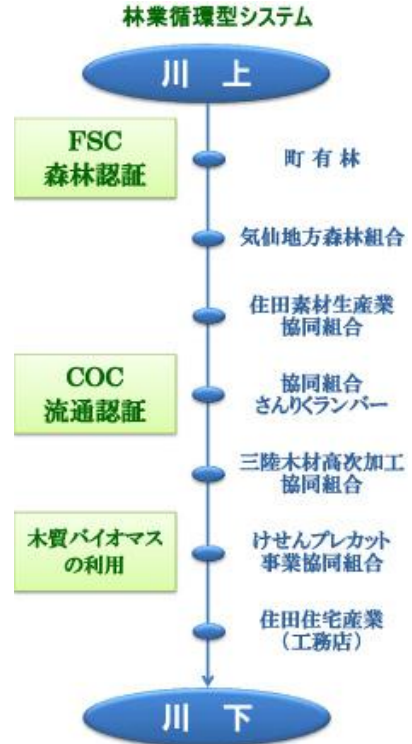 林業循環型システム
川 上
FSC
森林認証
町 有 林
気仙地方森林組合
住田素材生産業
協同組合
COC
流通認証
協同組合
さんりくランバー
三陸木材高次加工
協同組合
木質バイオマス
の利用
けせんプレカット
事業協同組合
住田住宅産業
（工務店）
川 下